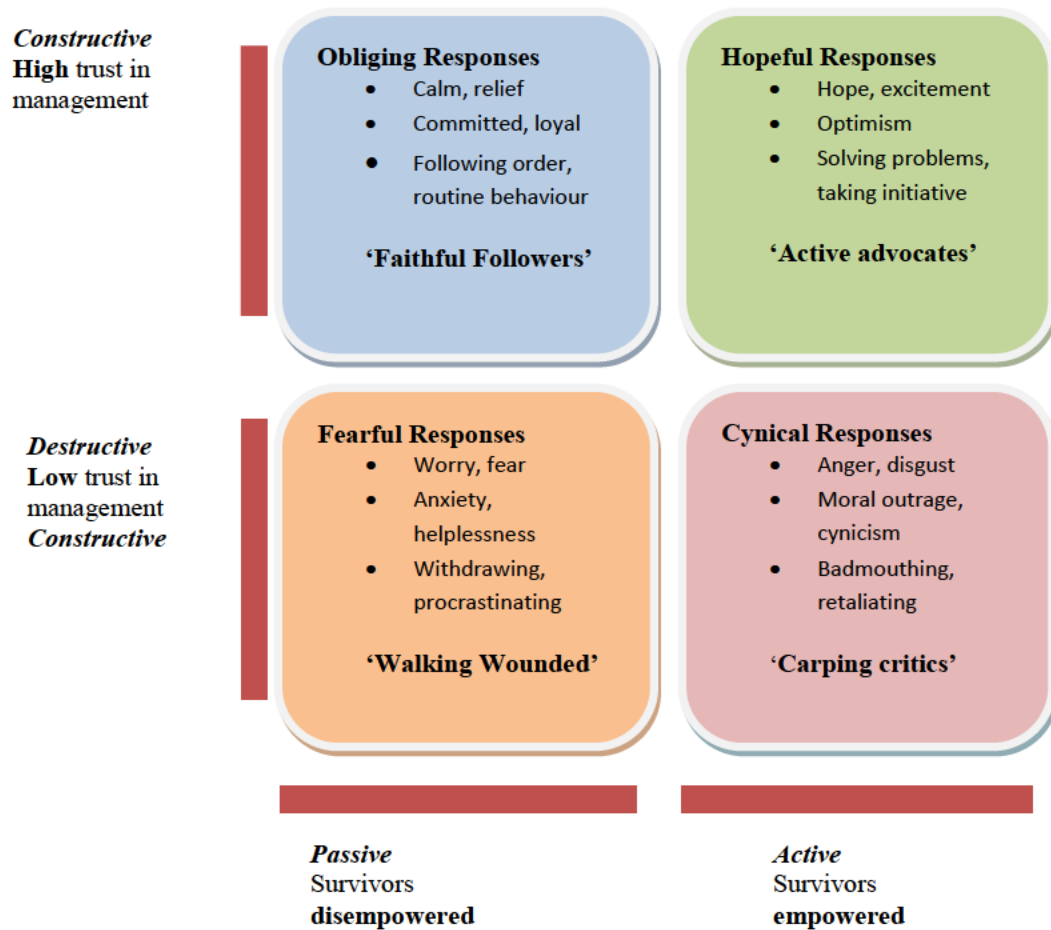 Constructive
High trust in
management
Obliging Responses
• Calm, relief
• Committed, loyal
• Following order,
routine behaviour
‘Faithful Followers’
Hopeful Responses
• Hope, excitement
• Optimism
• Solving problems,
taking initiative
‘Active advocates’
Destructive
Low trust in
management
Constructive
Fearful Responses
• Worry, fear
• Anxiety,
helplessness
• Withdrawing,
procrastinating
‘Walking Wounded’
Cynical Responses
• Anger, disgust
• Moral outrage,
cynicism
• Badmouthing,
retaliating
‘Carping critics’
Passive
Survivors
disempowered
Active
Survivors
empowered